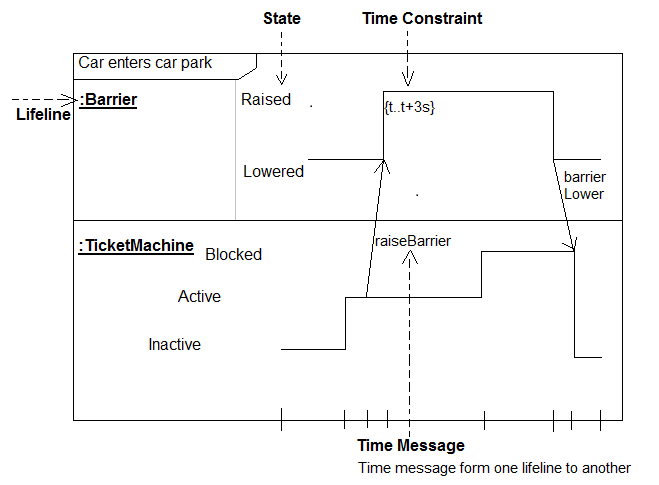 State
Time Constraint
Car enters car park
Lifeline
:Barrier
Raised
{t..t+3s}
Lowered
barrier
Lower
:TicketMachine
raiseBarrier
Blocked
Active
Inactive
Time Message
Time message form one lifeline to another